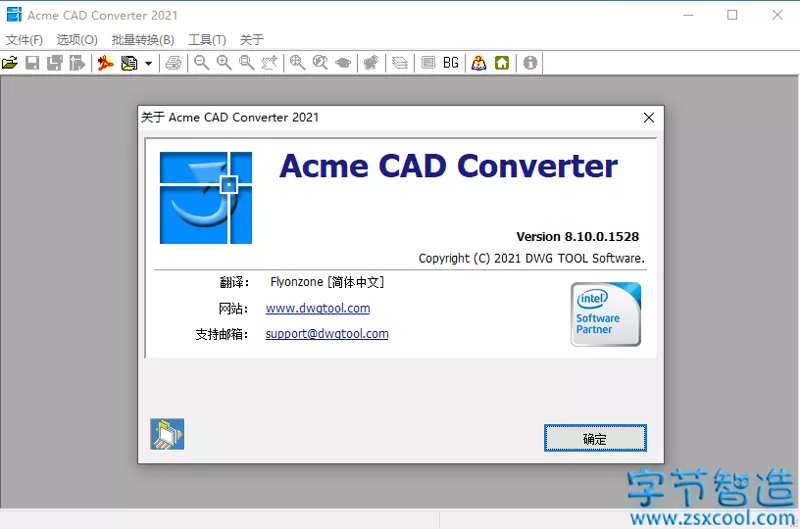 Acme CAD Converter 2021
文件(F) 选项(O) 批量转换(B) 工具(T) 关于
BG
关于 Acme CAD Converter 2021
Acme CAD Converter
Version 8.10.0.1528
Copyright (C) 2021 DWG TOOL Software.
翻译: Flyonzone [简体中文]
网站: www.dwgtool.com
支持邮箱: support@dwgtool.com
intel
Software
Partner
确定
字节智造
www.zsxcool.com